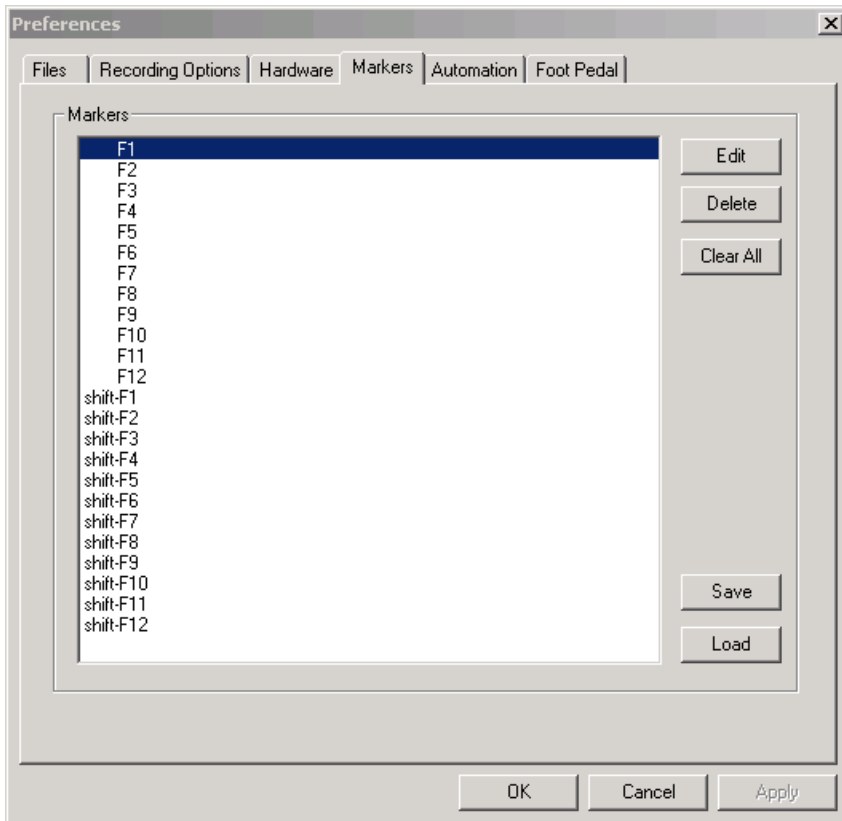 Preferences
Files Recording Options Hardware Markers Automation Foot Pedal
Markers
F1
F2
F3
F4
F5
F6
F7
F8
F9
F10
F11
F12
shift-F1
shift-F2
shift-F3
shift-F4
shift-F5
shift-F6
shift-F7
shift-F8
shift-F9
shift-F10
shift-F11
shift-F12
Edit
Delete
Clear All
Save
Load
OK Cancel Apply